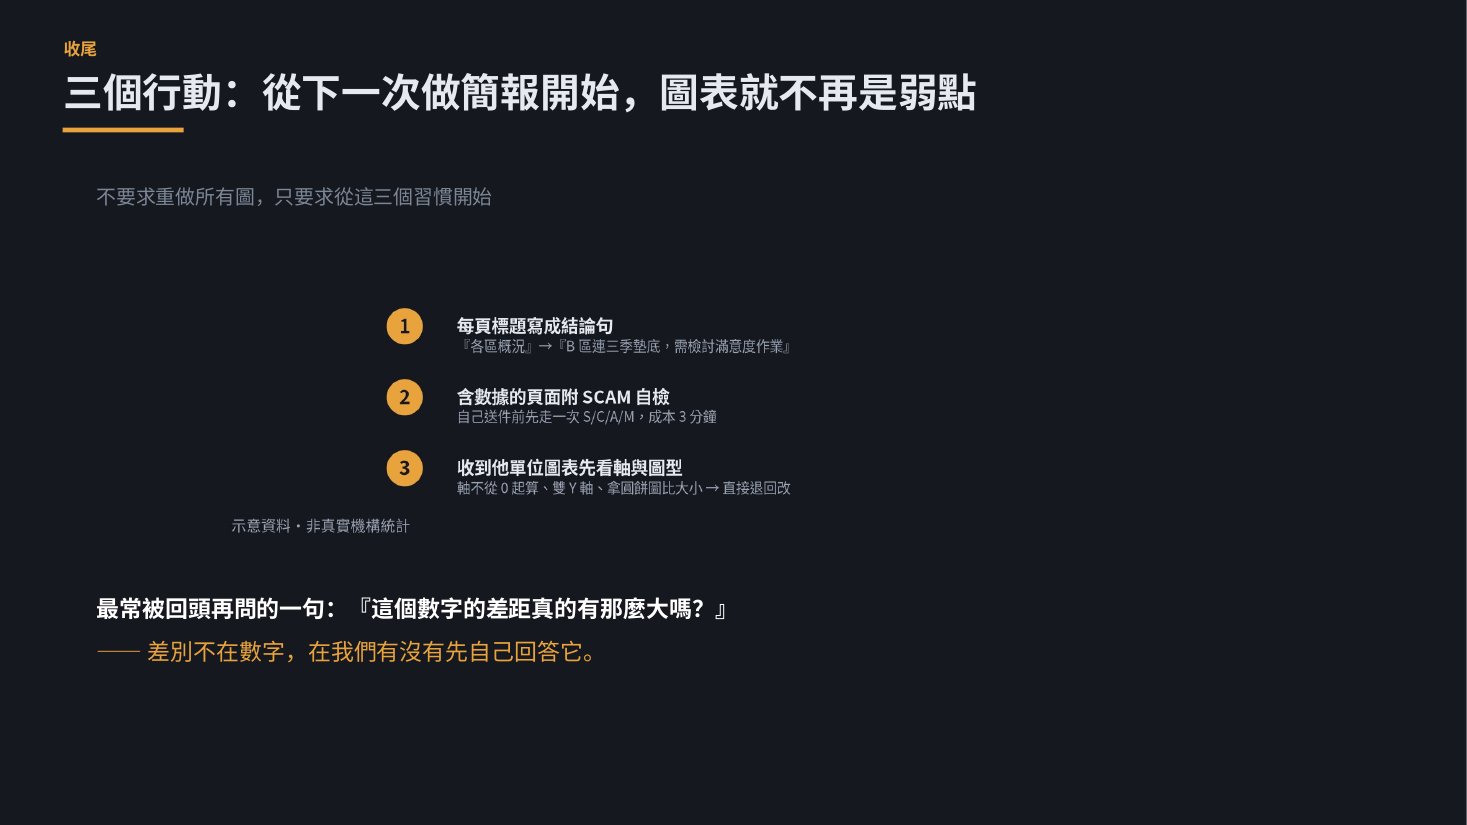 收尾
三個行動：從下一次做簡報開始，圖表就不再是弱點
不要求重做所有圖，只要求從這三個習慣開始
1
每頁標題寫成結論句
『各區概況』→『B 區連三季墊底，需檢討滿意度作業』
2
含數據的頁面附 SCAM 自檢
自己送件前先走一次 S/C/A/M，成本 3 分鐘
3
收到他單位圖表先看軸與圖型
軸不從 0 起算、雙 Y 軸、拿圓餅圖比大小 → 直接退回改
示意資料・非真實機構統計
最常被回頭再問的一句：『這個數字的差距真的有那麼大嗎？』
—— 差別不在數字，在我們有沒有先自己回答它。